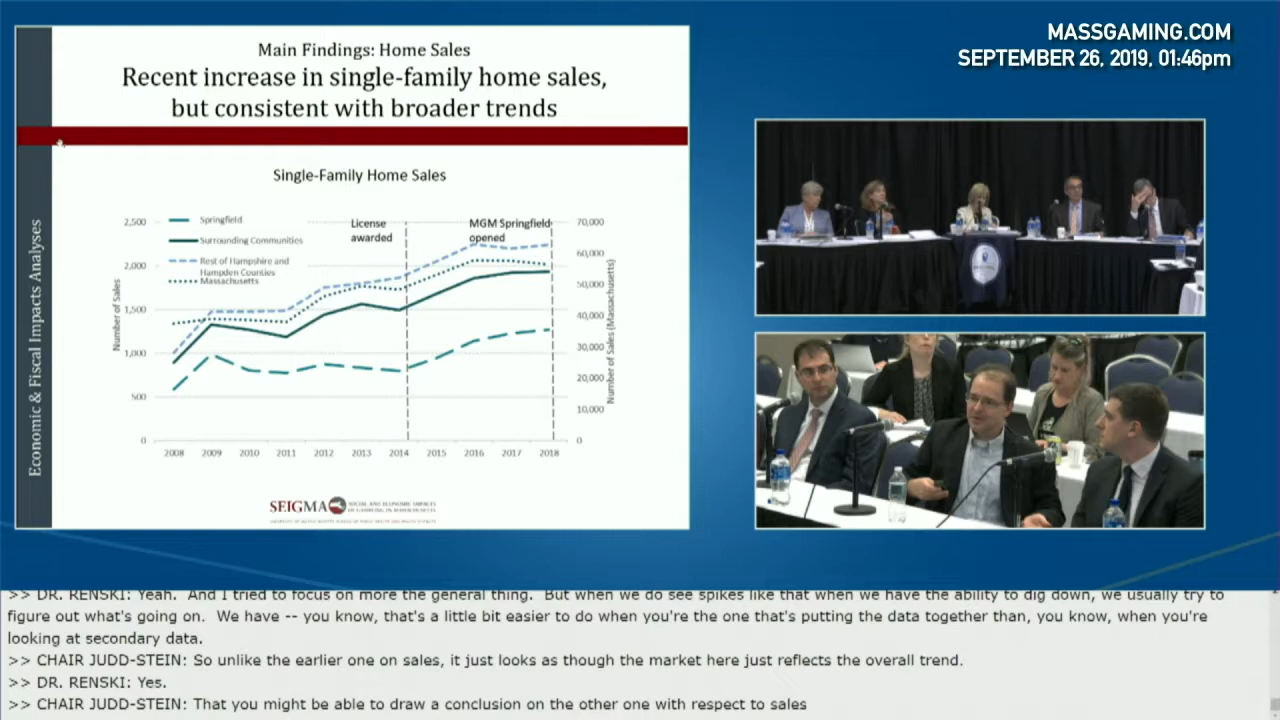 MASSGAMING.COM
SEPTEMBER 26, 2019, 01:46pm
Main Findings: Home Sales
Recent increase in single-family home sales,
but consistent with broader trends
Economic & Fiscal Impacts Analyses
Single-Family Home Sales
Springfield
Surrounding Communities
Rest of Hampshire and
Hampden Counties
Massachusetts
License
awarded
MGM Springfield
opened
Number of Sales
2,500
2,000
1,500
1,000
500
0
Number of Sales (Massachusetts)
70,000
60,000
50,000
40,000
30,000
20,000
10,000
0
2008 2009 2010 2011 2012 2013 2014 2015 2016 2017 2018
SEIGMA
SOCIAL AND ECONOMIC IMPACTS
OF GAMBLING IN MASSACHUSETTS
>> DR. RENSKI: Yeah. And I tried to focus on more the general thing. But when we do see spikes like that when we have the ability to dig down, we usually try to
figure out what's going on. We have -- you know, that's a little bit easier to do when you're the one that's putting the data together than, you know, when you're
looking at secondary data.
>> CHAIR JUDD-STEIN: So unlike the earlier one on sales, it just looks as though the market here just reflects the overall trend.
>> DR. RENSKI: Yes.
>> CHAIR JUDD-STEIN: That you might be able to draw a conclusion on the other one with respect to sales